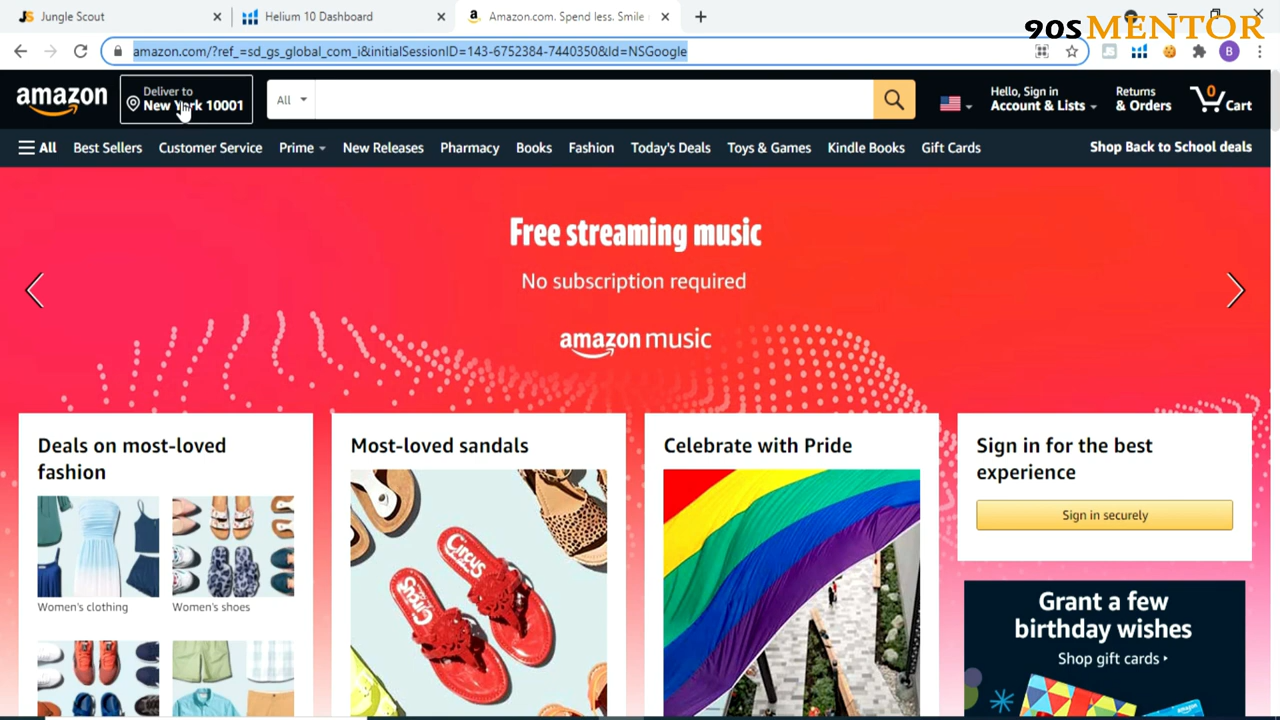 Jungle Scout
Helium 10 Dashboard
Amazon.com. Spend less. Smile
90s MENTOR
amazon.com/?ref_=sd_gs_global_com_i&initialSessionID=143-6752384-7440350&Id=NSGoogle
B
amazon
Deliver to
New York 10001
All
Hello, Sign in
Account & Lists
Returns
& Orders
0
Cart
All
Best Sellers
Customer Service
Prime
New Releases
Pharmacy
Books
Fashion
Today's Deals
Toys & Games
Kindle Books
Gift Cards
Shop Back to School deals
Free streaming music
No subscription required
amazon music
Deals on most-loved
fashion
Women's clothing
Women's shoes
Most-loved sandals
Circus
Circus
Celebrate with Pride
Sign in for the best
experience
Sign in securely
Grant a few
birthday wishes
Shop gift cards